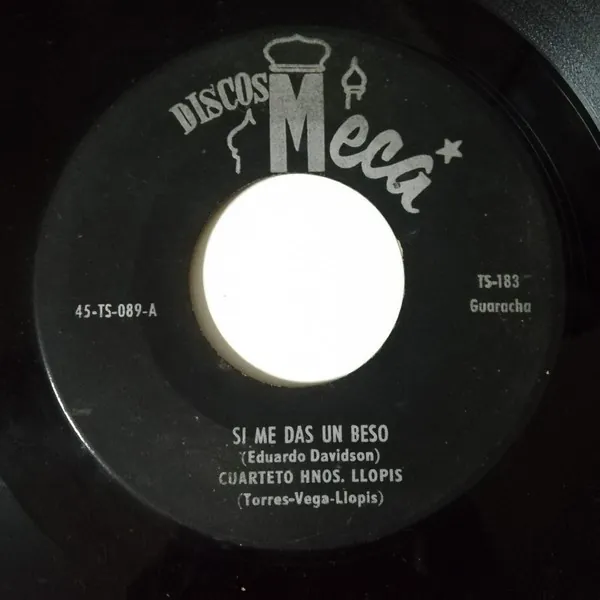 DISCOS Meca
45-TS-089-A
TS-183
Guaracha
SI ME DAS UN BESO
(Eduardo Davidson)
CUARTETO HNOS. LLOPIS
(Torres-Vega-Llopis)